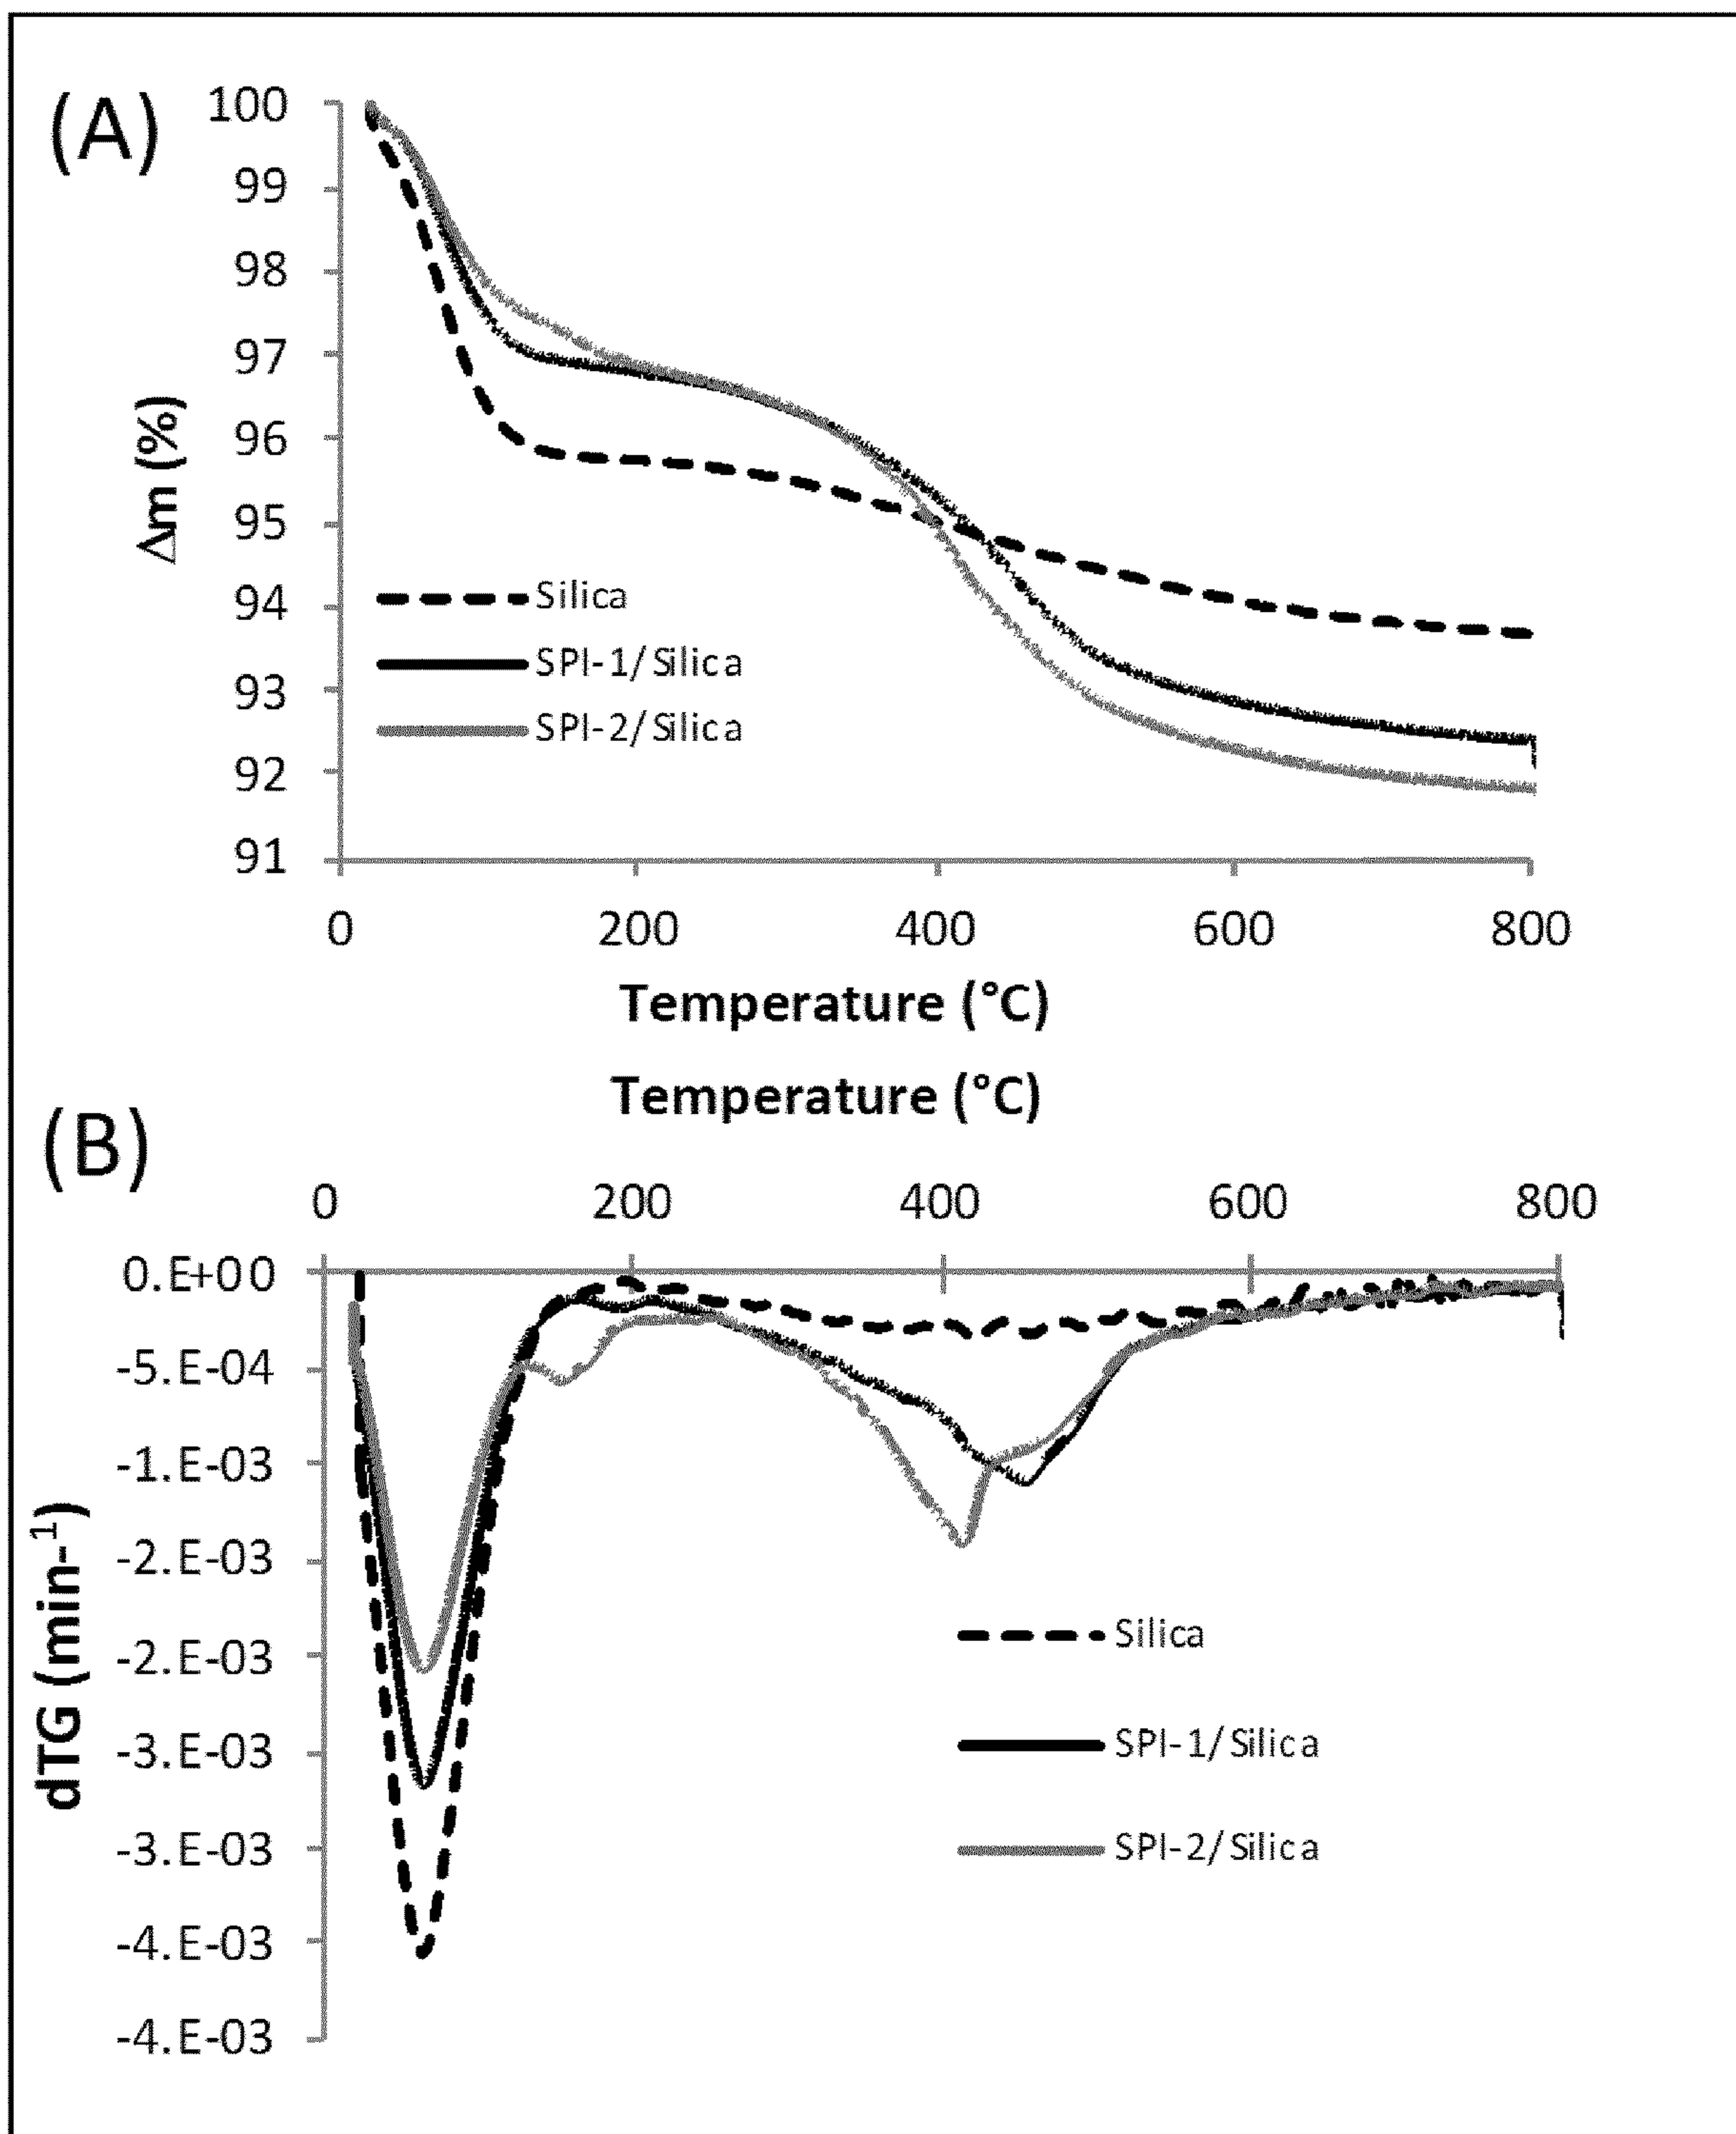 (A)
100
99
98
97
96
95
94
93
92
91
Δm (%)
Silica
SPI-1/Silica
SPI-2/Silica
0 200 400 600 800
Temperature (°C)
Temperature (°C)
(B)
0 200 400 600 800
0.E+00
-5.E-04
-1.E-03
-2.E-03
-2.E-03
-3.E-03
-3.E-03
-4.E-03
-4.E-03
dTG (min-¹)
Silica
SPI-1/Silica
SPI-2/Silica